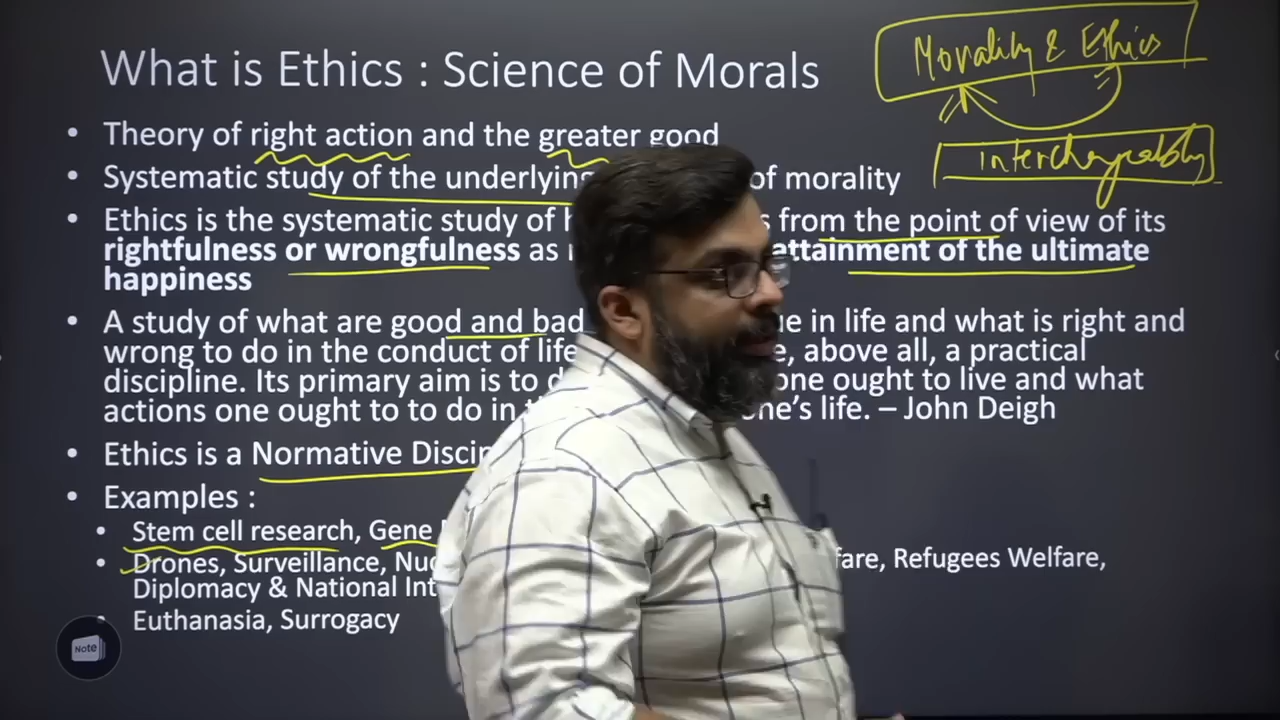 What is Ethics : Science of Morals
Morality & Ethics
interchangeably
Theory of right action and the greater good
Systematic study of the underlying of morality
Ethics is the systematic study of from the point of view of its
rightfulness or wrongfulness as attainment of the ultimate
happiness
A study of what are good and bad in life and what is right and
wrong to do in the conduct of life above all, a practical
discipline. Its primary aim is to one ought to live and what
actions one ought to to do in one's life. – John Deigh
Ethics is a Normative
Examples :
Stem cell research, Gene
Drones, Surveillance, Refugees Welfare,
Diplomacy & National
Euthanasia, Surrogacy
Note